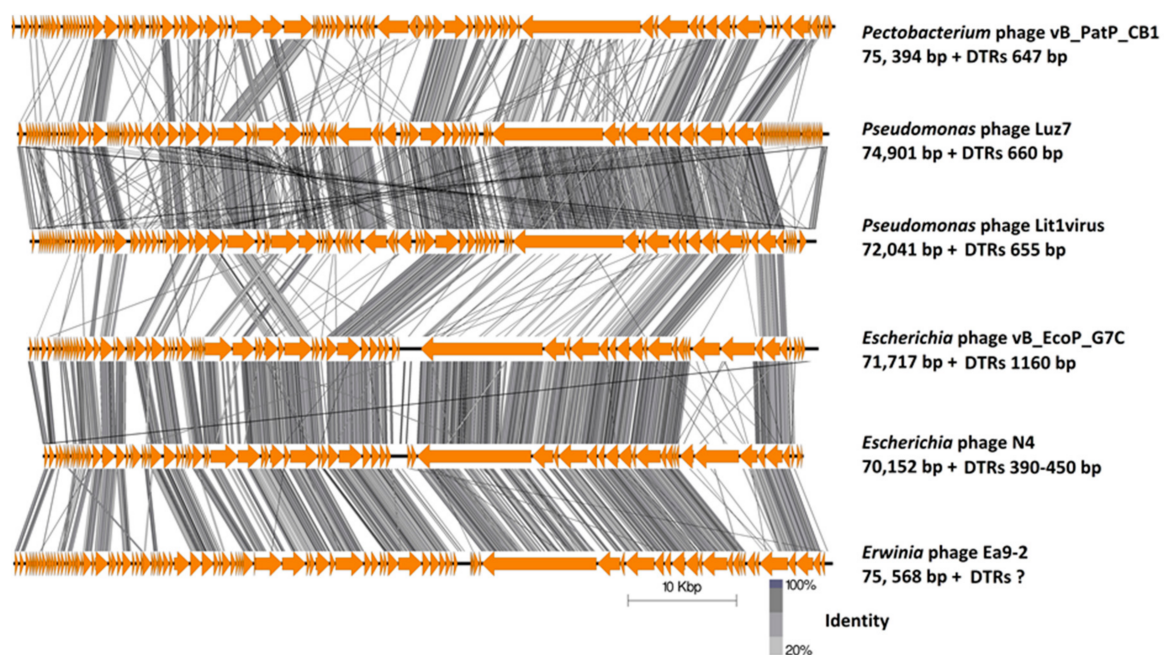 Pectobacterium phage vB_PatP_CB1
75, 394 bp + DTRs 647 bp
Pseudomonas phage Luz7
74,901 bp + DTRs 660 bp
Pseudomonas phage Lit1virus
72,041 bp + DTRs 655 bp
Escherichia phage vB_EcoP_G7C
71,717 bp + DTRs 1160 bp
Escherichia phage N4
70,152 bp + DTRs 390-450 bp
Erwinia phage Ea9-2
75, 568 bp + DTRs ?
10 Kbp
100%
Identity
20%